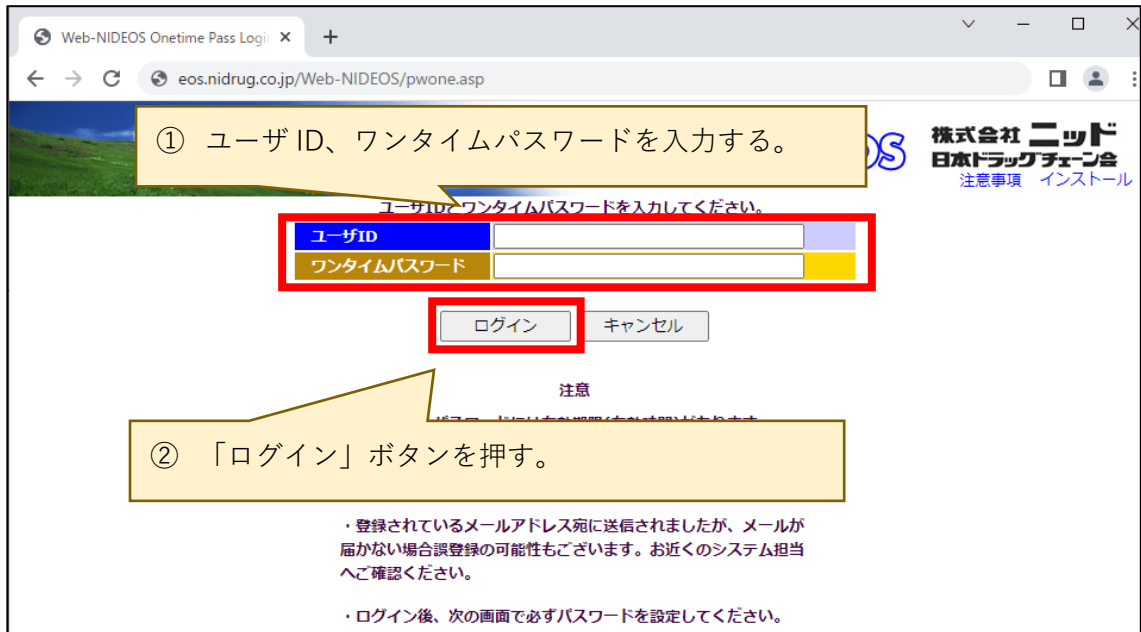 Web-NIDEOS Onetime Pass Logi
eos.nidrug.co.jp/Web-NIDEOS/pwone.asp
① ユーザ ID、ワンタイムパスワードを入力する。
OS
株式会社 ニッド
日本ドラッグチェーン会
注意事項 インストール
ユーザIDとワンタイムパスワードを入力してください。
ユーザID
ワンタイムパスワード
ログイン キャンセル
注意
② 「ログイン」ボタンを押す。
・登録されているメールアドレス宛に送信されましたが、メールが
届かない場合誤登録の可能性もございます。お近くのシステム担当
へご確認ください。
・ログイン後、次の画面で必ずパスワードを設定してください。